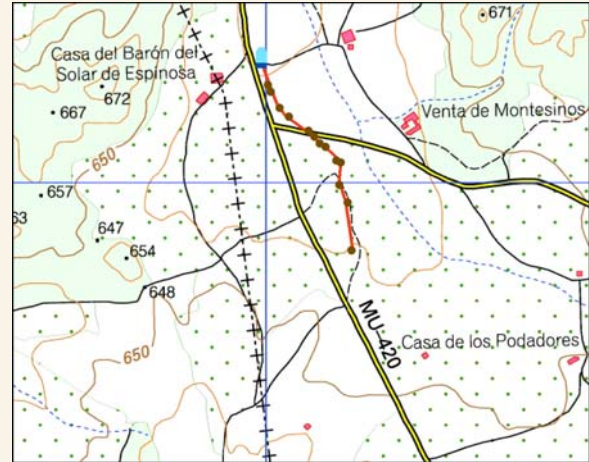 671
Casa del Barón del
Solar de Espinosa
672
667
Venta de Montesinos
650
657
63
647
654
648
MU-420
650
Casa de los Podadores